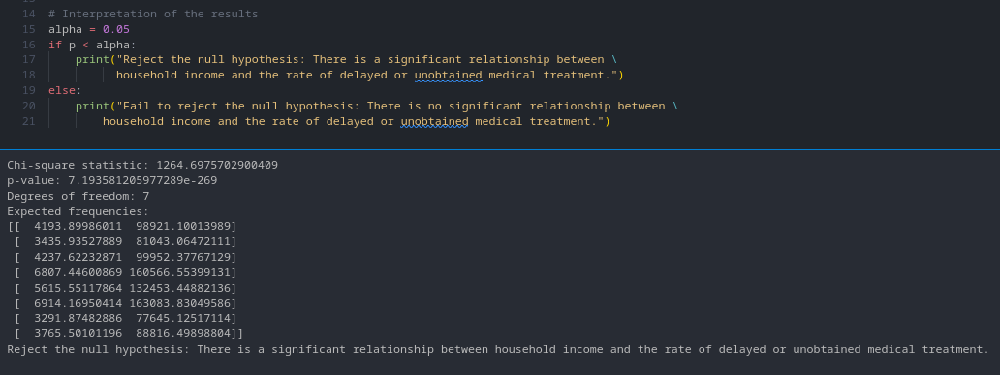 14 # Interpretation of the results
15 alpha = 0.05
16 if p < alpha:
17 print("Reject the null hypothesis: There is a significant relationship between \
18 household income and the rate of delayed or unobtained medical treatment.")
19 else:
20 print("Fail to reject the null hypothesis: There is no significant relationship between \
21 household income and the rate of delayed or unobtained medical treatment.")
Chi-square statistic: 1264.6975702900409
p-value: 7.193581205977289e-269
Degrees of freedom: 7
Expected frequencies:
[[ 4193.89986011 98921.10013989]
[ 3435.93527889 81043.06472111]
[ 4237.62232871 99952.37767129]
[ 6807.44600869 160566.55399131]
[ 5615.55117864 132453.44882136]
[ 6914.16950414 163083.83049586]
[ 3291.87482886 77645.12517114]
[ 3765.50101196 88816.49898804]]
Reject the null hypothesis: There is a significant relationship between household income and the rate of delayed or unobtained medical treatment.